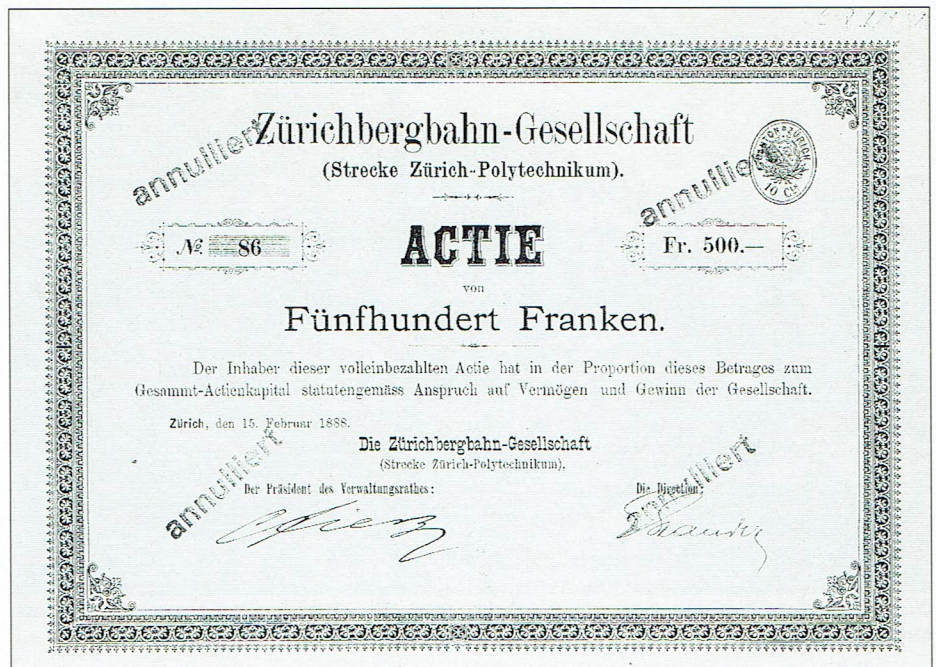 Zürichbergbahn-Gesellschaft
(Strecke Zürich-Polytechnikum).
annulliert
annulliert
KANTON ZÜRICH
10 Cts
№ 86
ACTIE
Fr. 500.—
von
Fünfhundert Franken.
Der Inhaber dieser volleinbezahlten Actie hat in der Proportion dieses Betrages zum
Gesammt-Actienkapital statutengemäss Anspruch auf Vermögen und Gewinn der Gesellschaft.
Zürich, den 15. Februar 1888.
Die Zürichbergbahn-Gesellschaft
(Strecke Zürich-Polytechnikum).
annulliert
annulliert
Der Präsident des Verwaltungsrathes:
Die Direction: